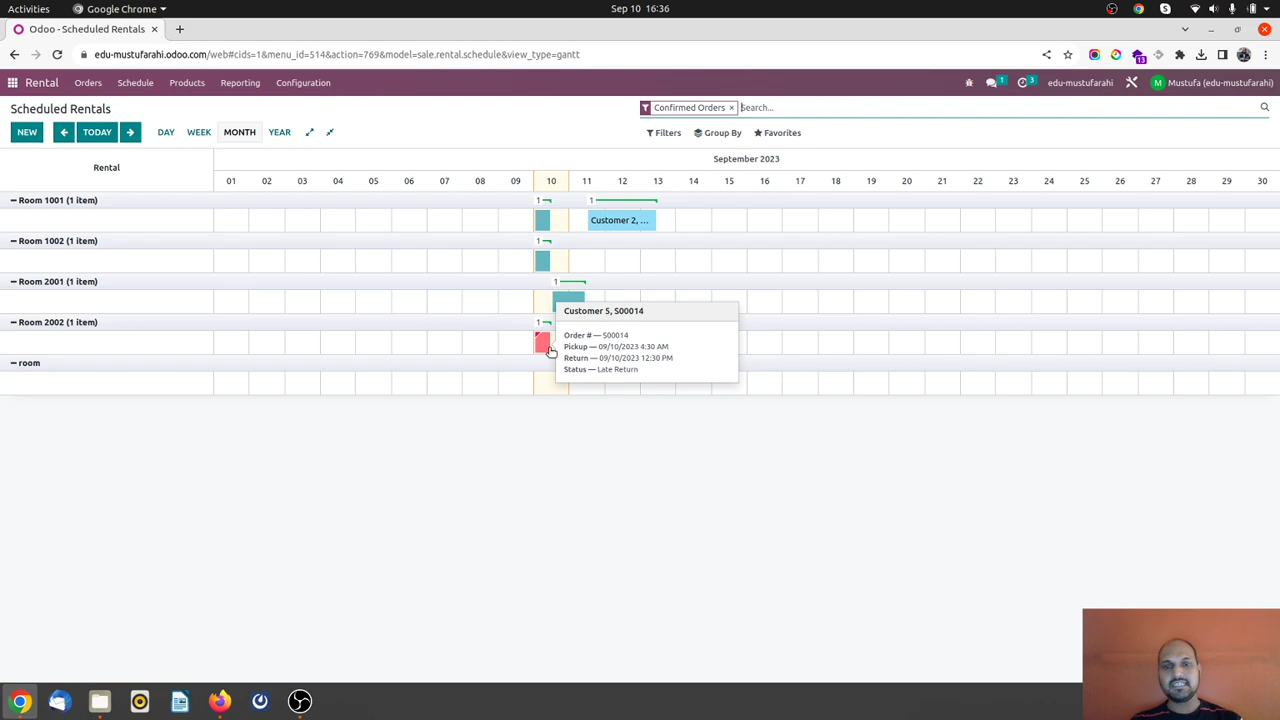 Activities
Google Chrome
Sep 10 16:36
Odoo - Scheduled Rentals
edu-mustufarahi.odoo.com/web#cids=1&menu_id=514&action=769&model=sale.rental.schedule&view_type=gantt
13
Rental Orders Schedule Products Reporting Configuration
1 3 edu-mustufarahi M Mustufa (edu-mustufarahi)
Scheduled Rentals
Confirmed Orders × Search...
NEW TODAY DAY WEEK MONTH YEAR
Filters Group By Favorites
Rental
September 2023
01 02 03 04 05 06 07 08 09 10 11 12 13 14 15 16 17 18 19 20 21 22 23 24 25 26 27 28 29 30
Room 1001 (1 item) 1 1
Customer 2, ...
Room 1002 (1 item) 1
Room 2001 (1 item) 1
Room 2002 (1 item) 1
Customer 5, S00014
Order # — S00014
Pickup — 09/10/2023 4:30 AM
Return — 09/10/2023 12:30 PM
Status — Late Return
room